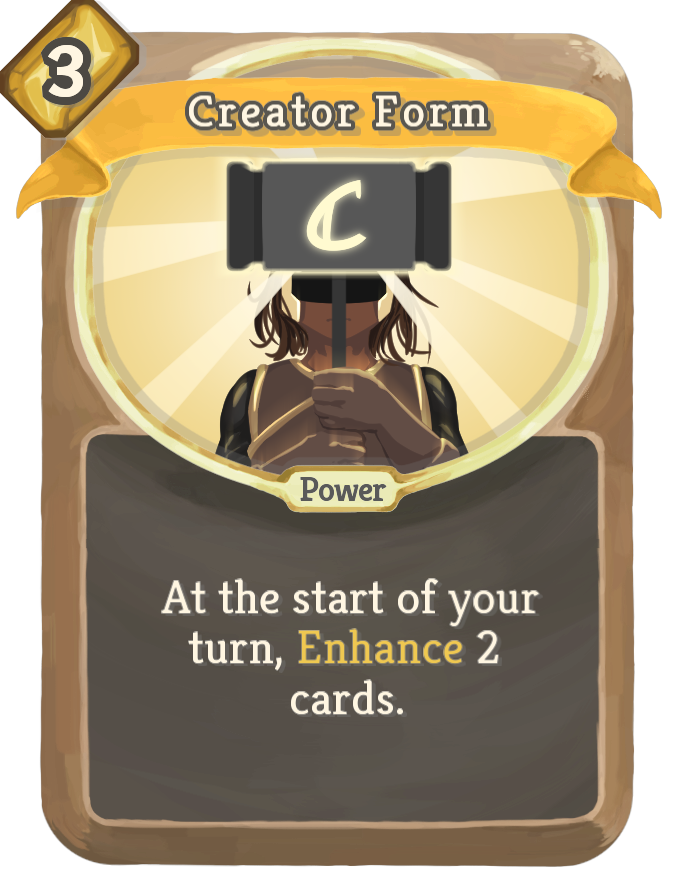 3
Creator Form
C
Power
At the start of your
turn, Enhance 2
cards.